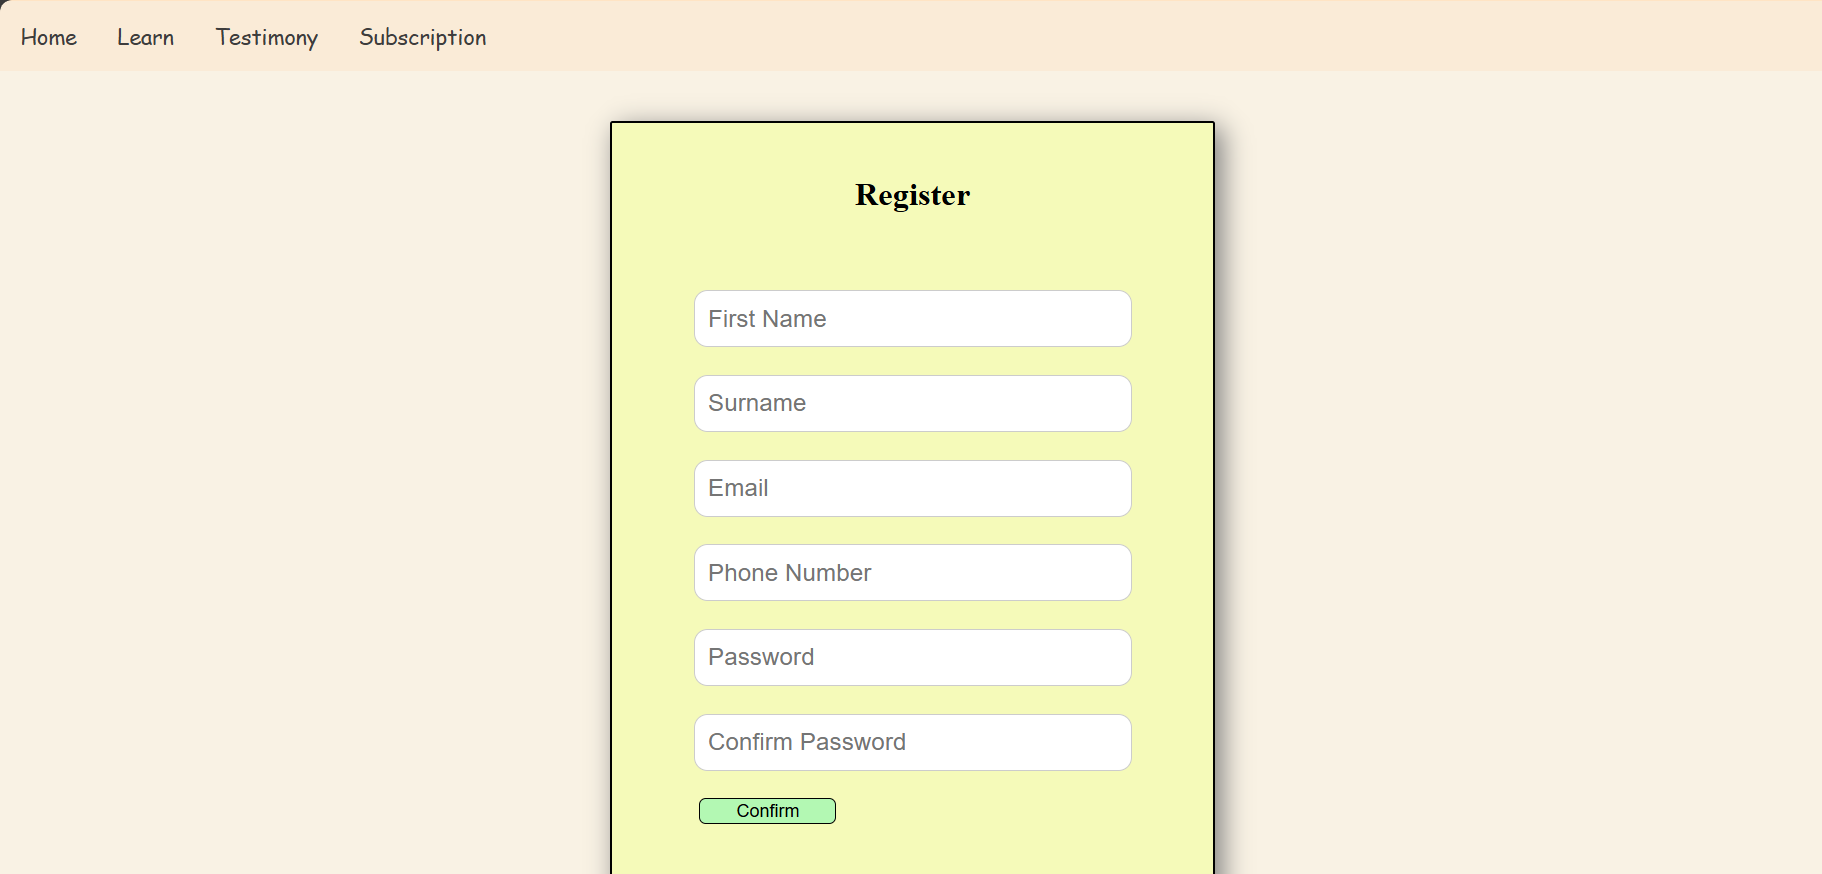 Home Learn Testimony Subscription
Register
First Name
Surname
Email
Phone Number
Password
Confirm Password
Confirm